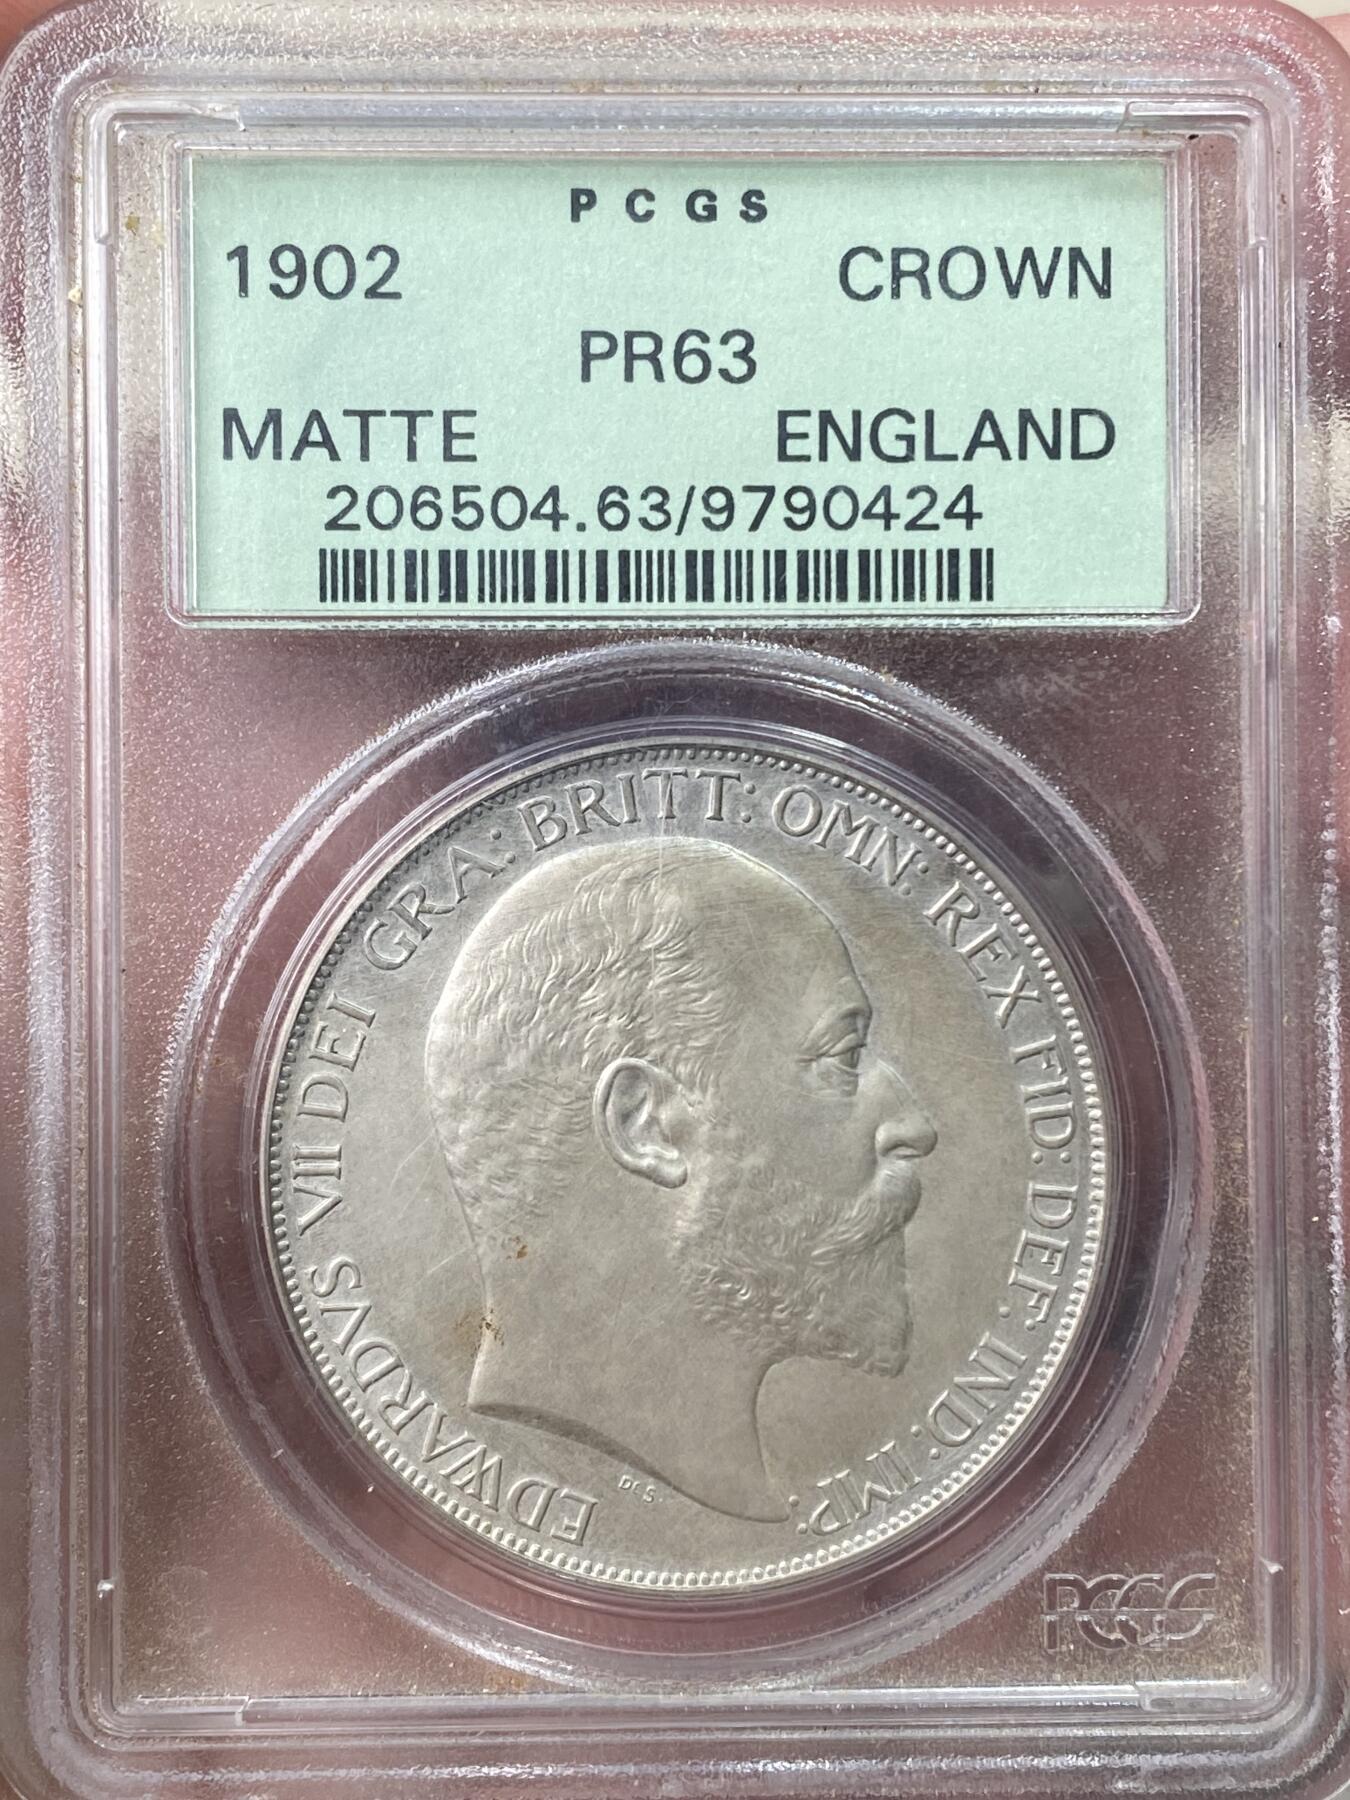 PCGS
1902 CROWN
PR63
MATTE ENGLAND
206504.63/9790424
EDWARDVS VII DEI GRA: BRITT: OMN: REX FID: DEF: IND: IMP:
DES.
PCGS